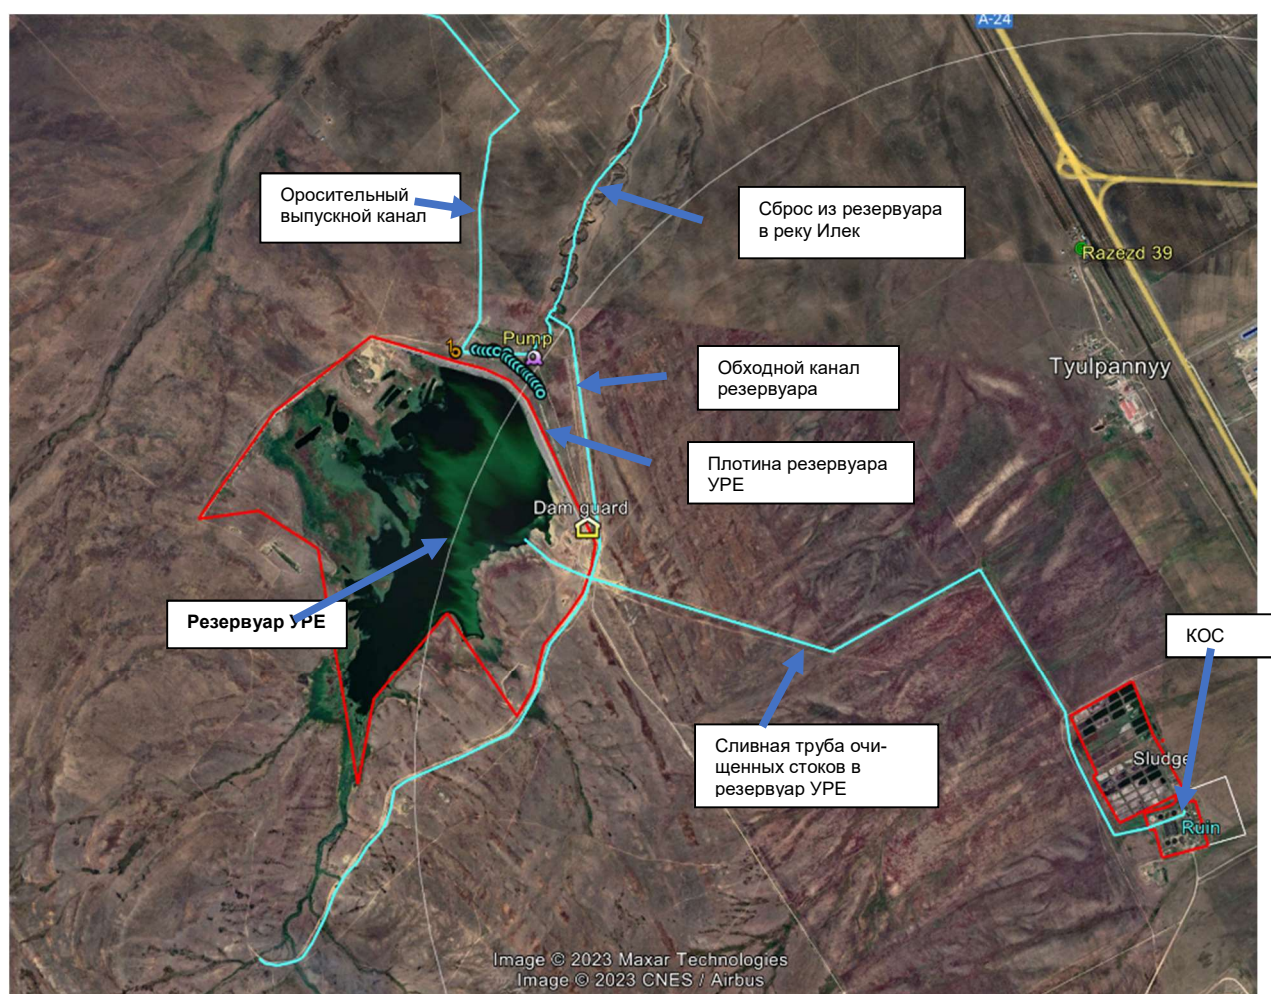 A-24
Оросительный
выпускной канал
Сброс из резервуара
в реку Илек
Razezd 39
Pump
Обходной канал
резервуара
Tyulpannyy
Плотина резервуара
УРЕ
Dam guard
Резервуар УРЕ
КОС
Сливная труба очи-
щенных стоков в
резервуар УРЕ
Sludge
Ruin
Image © 2023 Maxar Technologies
Image © 2023 CNES / Airbus